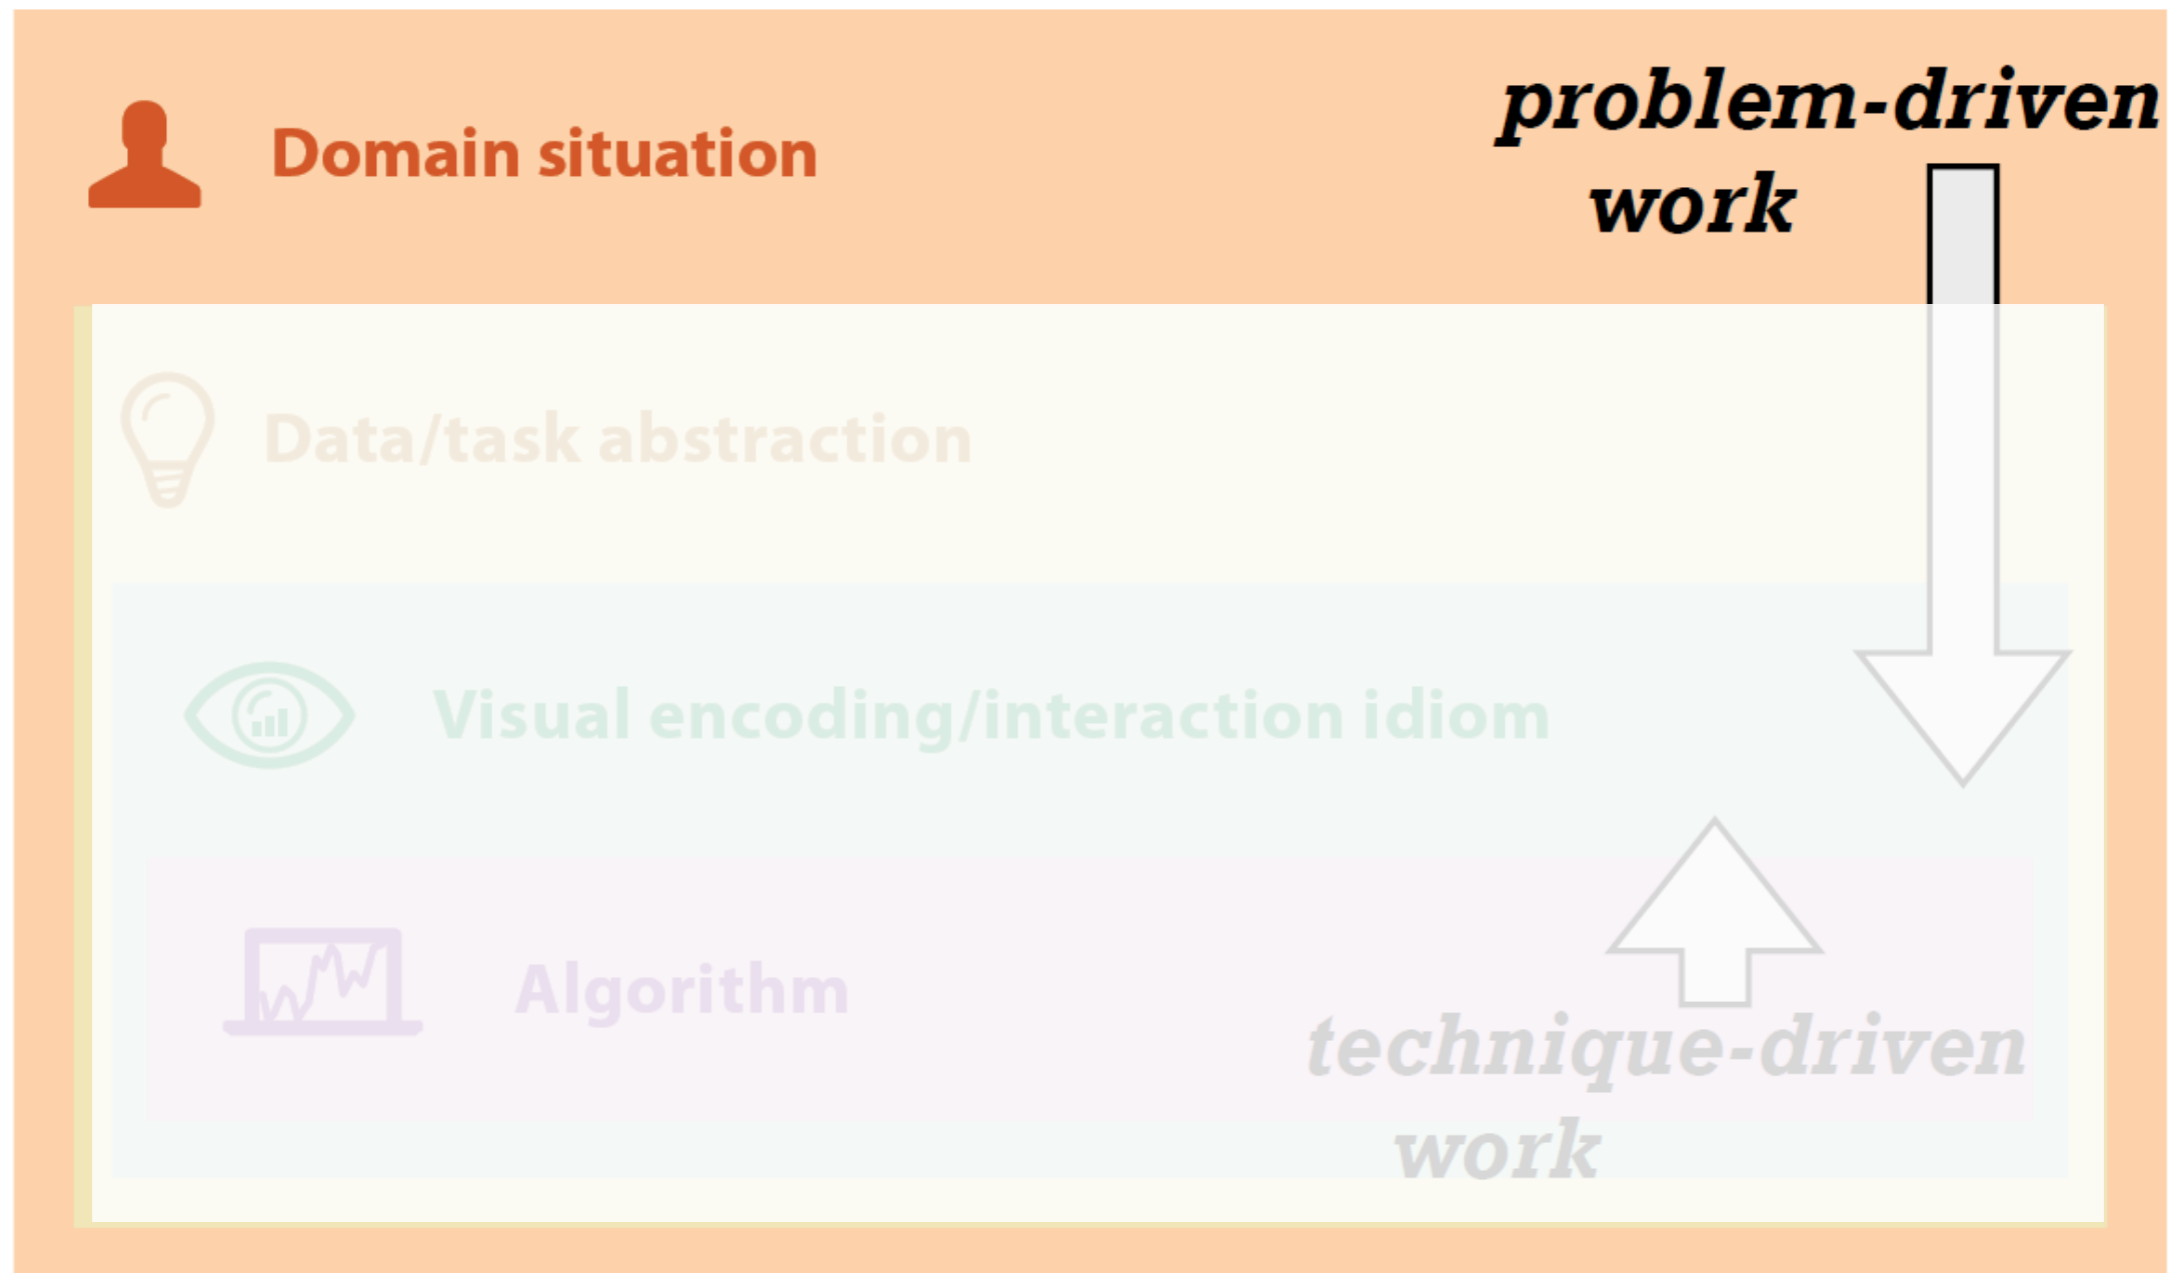 Domain situation
problem-driven
work
Data/task abstraction
Visual encoding/interaction idiom
Algorithm
technique-driven
work